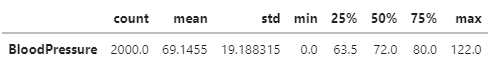 count mean std min 25% 50% 75% max
BloodPressure 2000.0 69.1455 19.188315 0.0 63.5 72.0 80.0 122.0